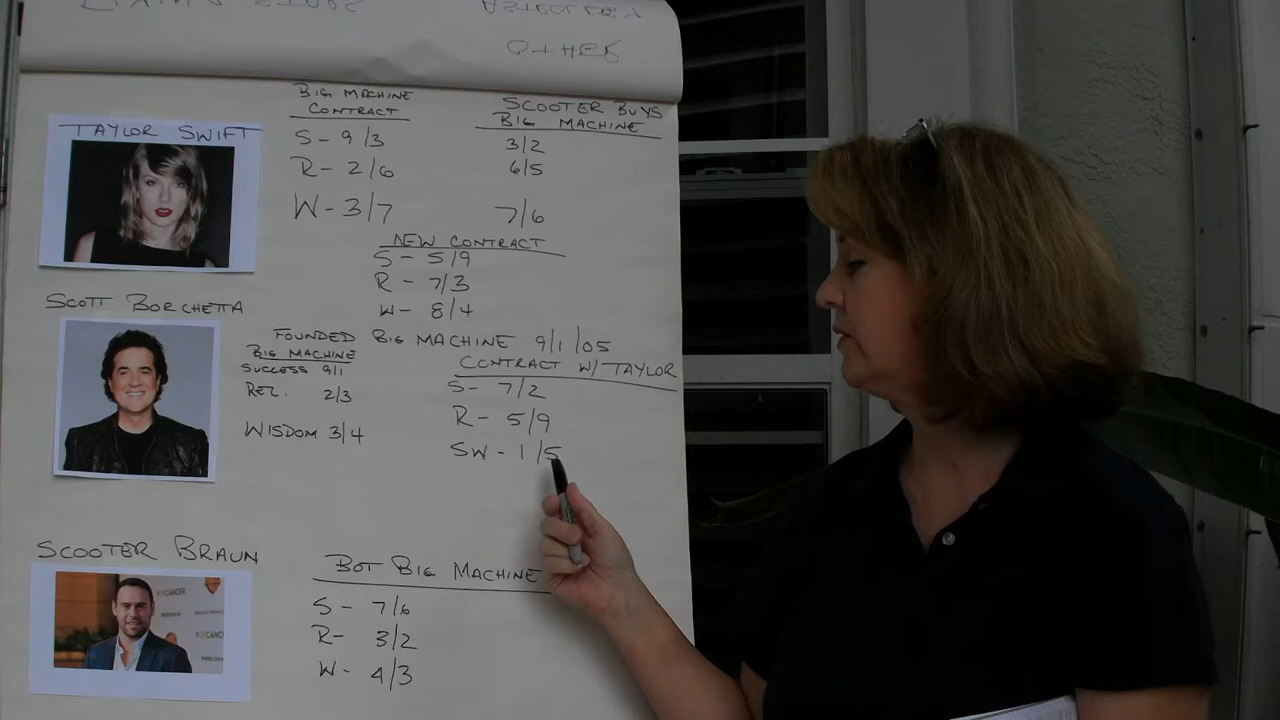 OTHER
BIG MACHINE
CONTRACT
S - 9/3
R - 2/6
W - 3/7
SCOOTER BUYS
BIG MACHINE
3/2
6/5
7/6
TAYLOR SWIFT
NEW CONTRACT
S - 5/9
R - 7/3
W - 8/4
SCOTT BORCHETTA
FOUNDED BIG MACHINE 9/1/05
BIG MACHINE
SUCCESS 9/1
REL. 2/3
WISDOM 3/4
CONTRACT W/ TAYLOR
S - 7/2
R - 5/9
SW - 1/5
SCOOTER BRAUN
BOT BIG MACHINE
S - 7/6
R - 3/2
W - 4/3